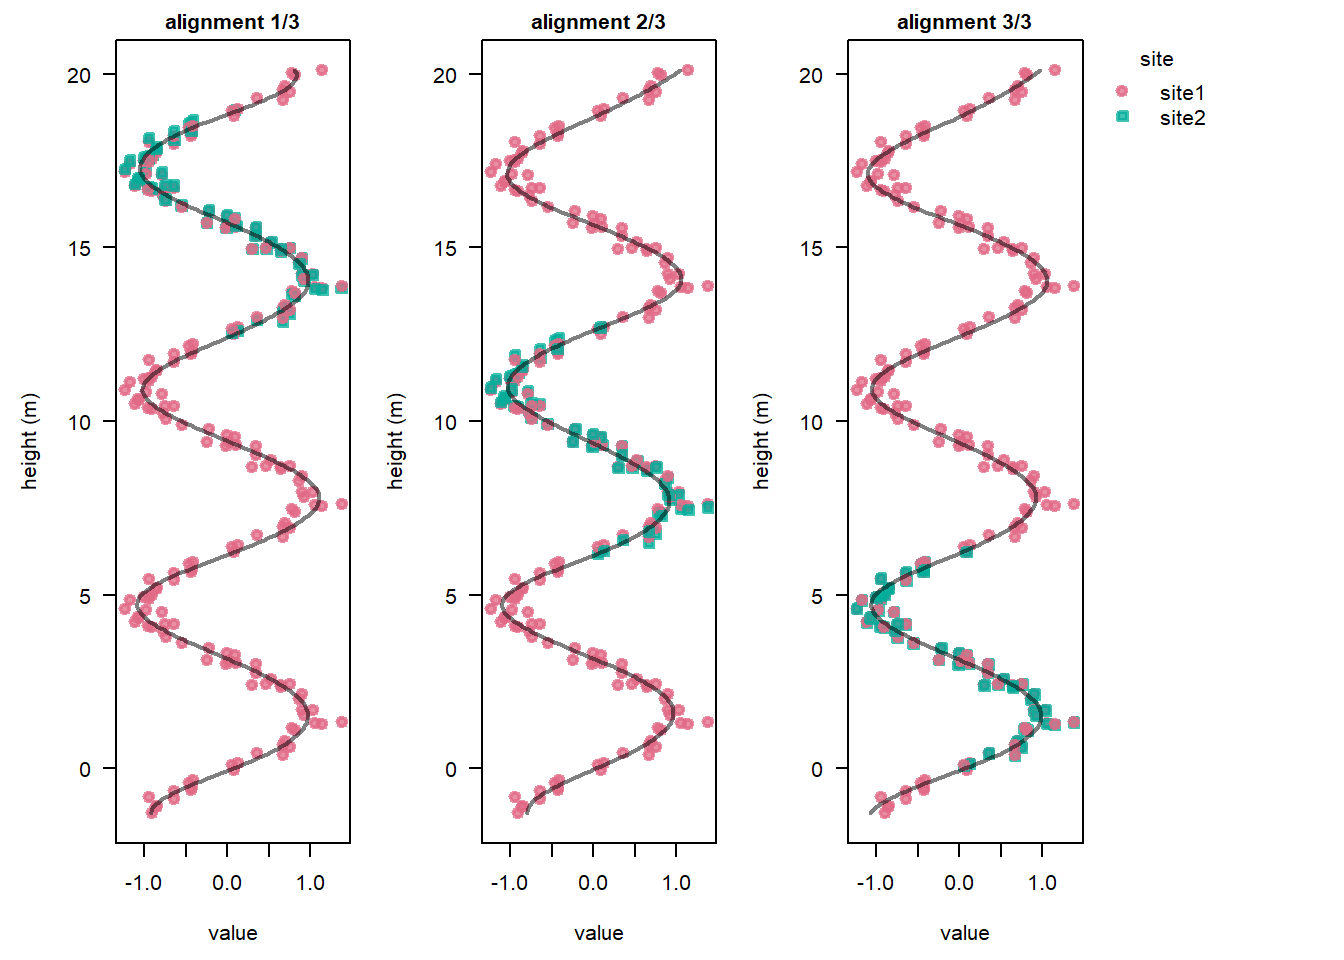 alignment 1/3
alignment 2/3
alignment 3/3
site
site1
site2
height (m)
20
15
10
5
0
-1.0 0.0 1.0
value
height (m)
20
15
10
5
0
-1.0 0.0 1.0
value
height (m)
20
15
10
5
0
-1.0 0.0 1.0
value